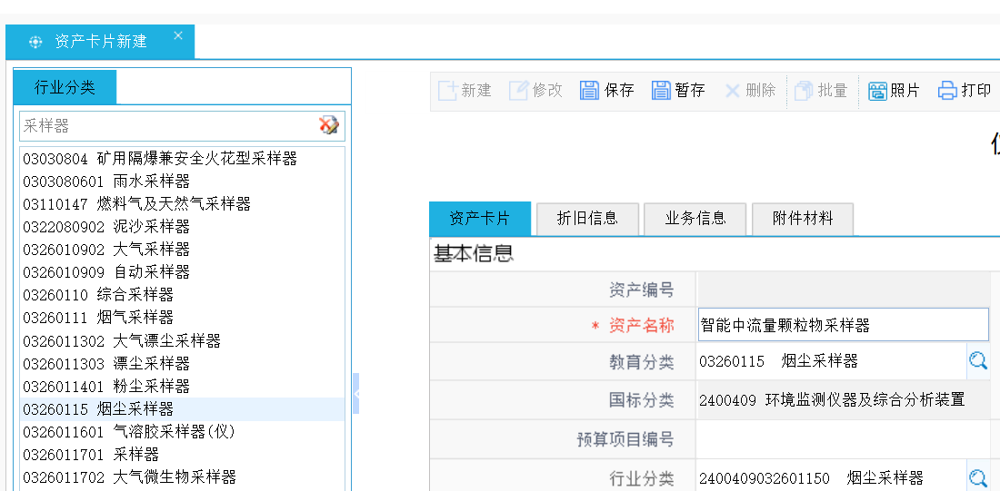 资产卡片新建
行业分类
采样器
03030804 矿用隔爆兼安全火花型采样器
0303080601 雨水采样器
03110147 燃料气及天然气采样器
0322080902 泥沙采样器
0326010902 大气采样器
0326010909 自动采样器
03260110 综合采样器
03260111 烟气采样器
0326011302 大气漂尘采样器
0326011303 漂尘采样器
0326011401 粉尘采样器
03260115 烟尘采样器
0326011601 气溶胶采样器(仪)
0326011701 采样器
0326011702 大气微生物采样器
新建 修改 保存 暂存 删除 批量 照片 打印
资产卡片 折旧信息 业务信息 附件材料
基本信息
资产编号
* 资产名称 智能中流量颗粒物采样器
教育分类 03260115 烟尘采样器
国标分类 2400409 环境监测仪器及综合分析装置
预算项目编号
行业分类 2400409032601150 烟尘采样器